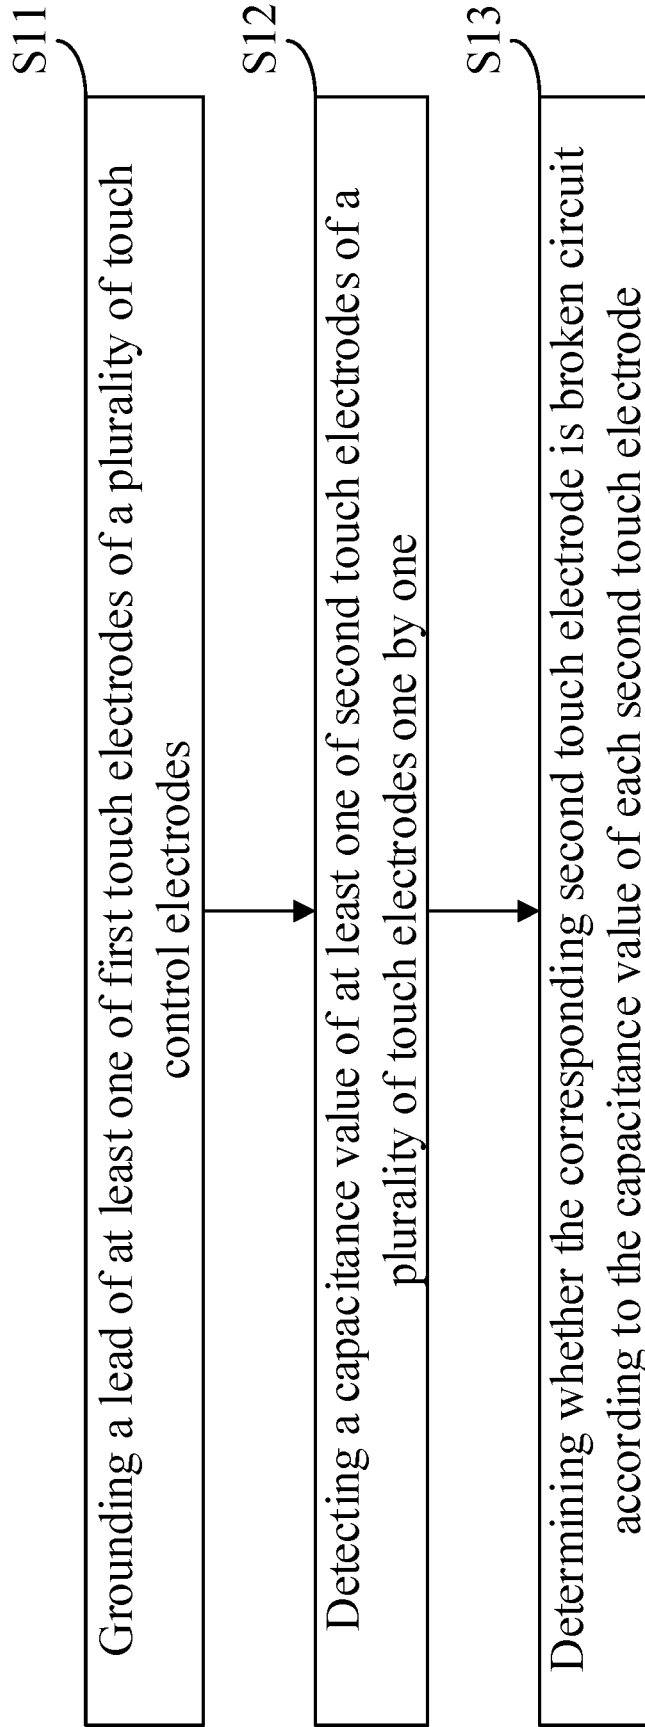 S11
Grounding a lead of at least one of first touch electrodes of a plurality of touch
control electrodes
S12
Detecting a capacitance value of at least one of second touch electrodes of a
plurality of touch electrodes one by one
S13
Determining whether the corresponding second touch electrode is broken circuit
according to the capacitance value of each second touch electrode